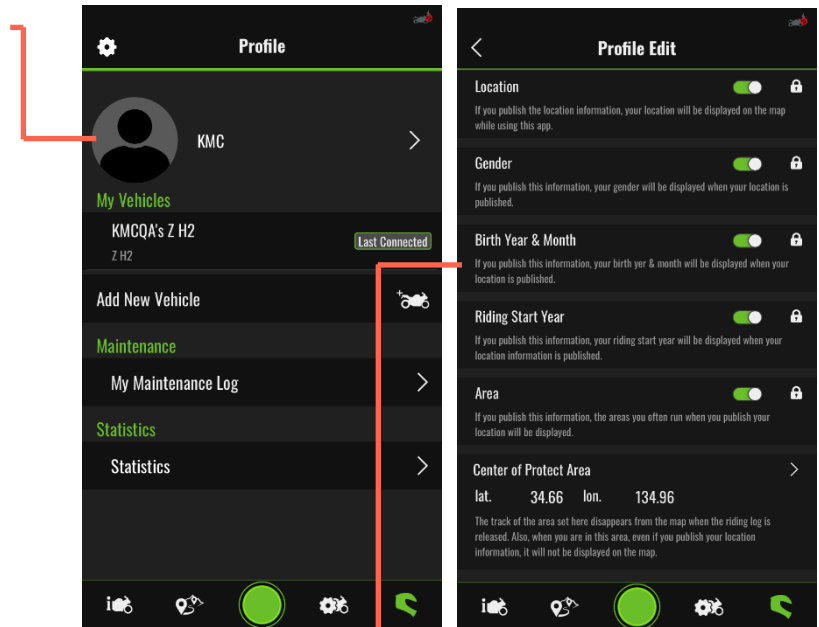 Profile
KMC
My Vehicles
KMCQA's Z H2
Z H2
Last Connected
Add New Vehicle
Maintenance
My Maintenance Log
Statistics
Statistics
Profile Edit
Location
If you publish the location information, your location will be displayed on the map
while using this app.
Gender
If you publish this information, your gender will be displayed when your location is
published.
Birth Year & Month
If you publish this information, your birth yer & month will be displayed when your
location is published.
Riding Start Year
If you publish this information, your riding start year will be displayed when your
location information is published.
Area
If you publish this information, the areas you often run when you publish your
location will be displayed.
Center of Protect Area
lat. 34.66 lon. 134.96
The track of the area set here disappears from the map when the riding log is
released. Also, when you are in this area, even if you publish your location
information, it will not be displayed on the map.